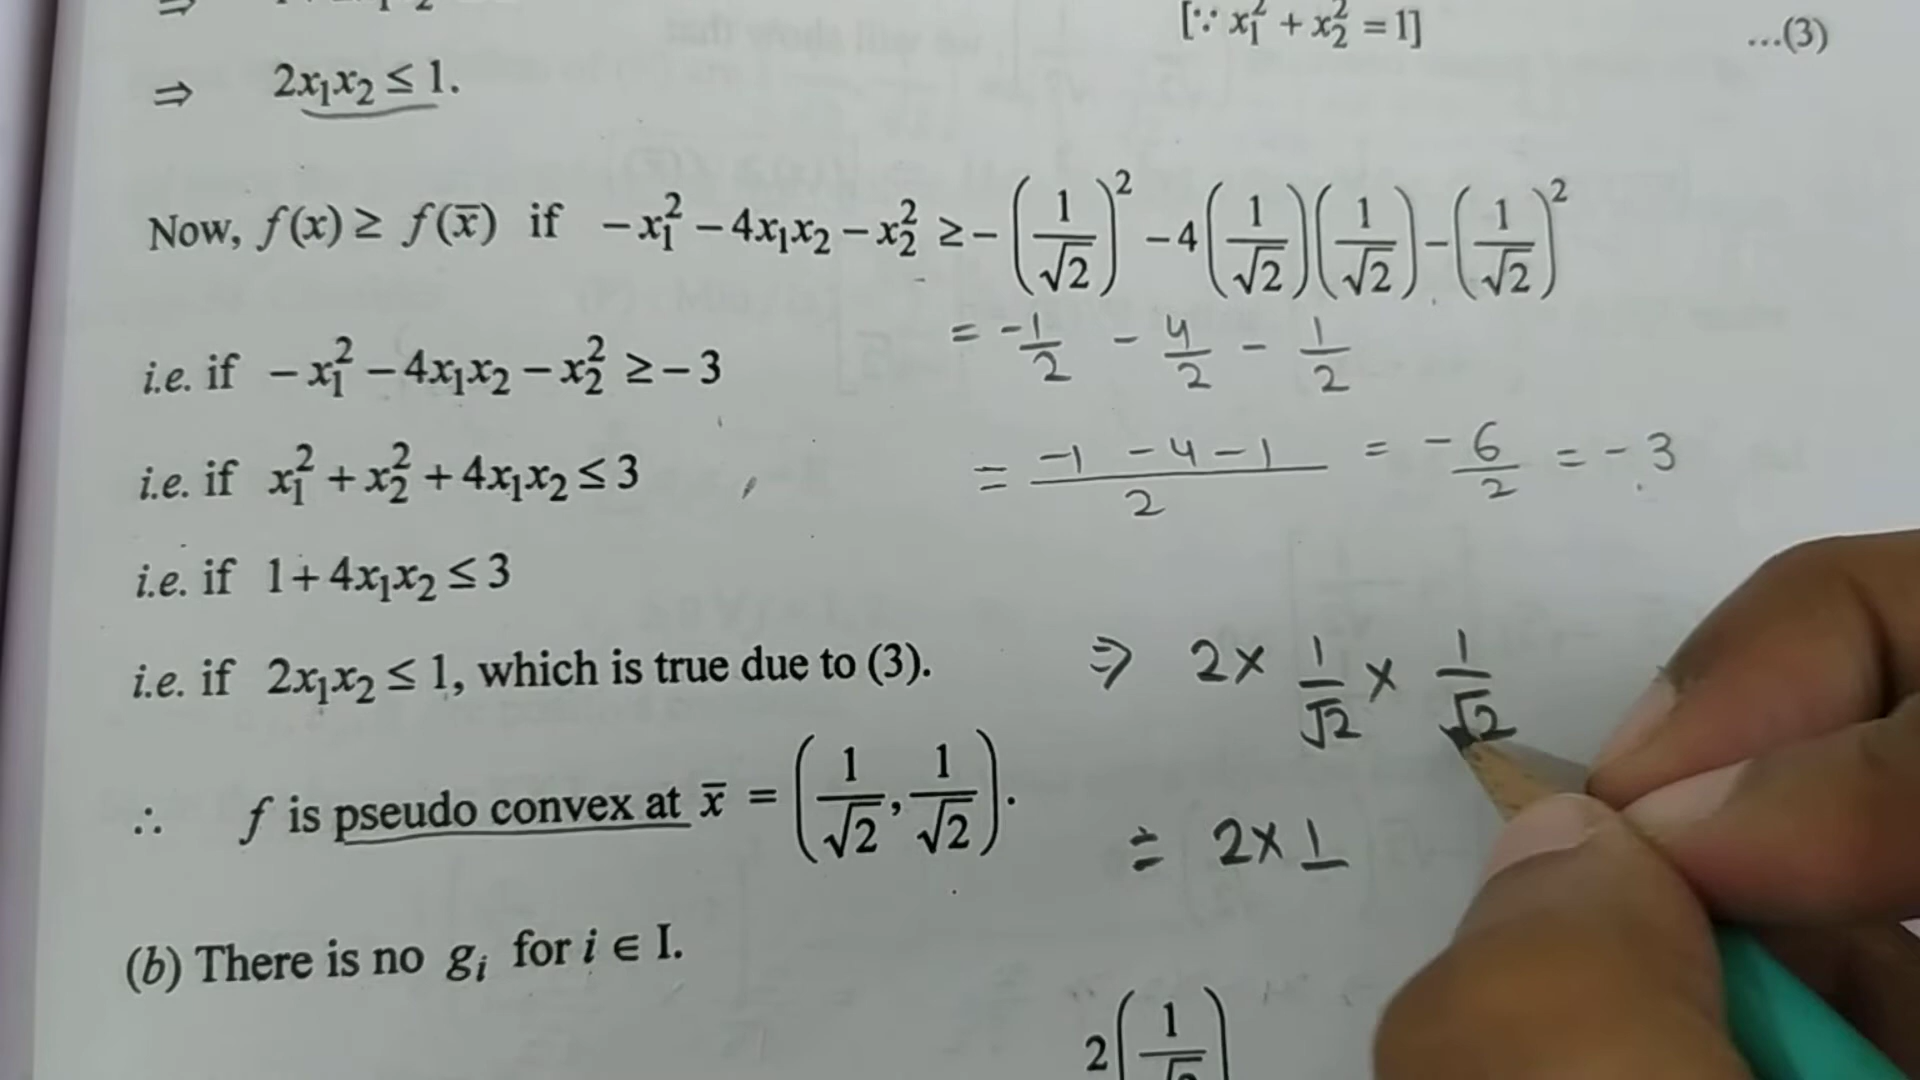 [∵ x₁² + x₂² = 1] ...(3)
⇒ 2x₁x₂ ≤ 1.
Now, f(x) ≥ f(x̄) if −x₁² − 4x₁x₂ − x₂² ≥ −(1/√2)² − 4(1/√2)(1/√2) − (1/√2)²
= -1/2 - 4/2 - 1/2
i.e. if −x₁² − 4x₁x₂ − x₂² ≥ −3
i.e. if x₁² + x₂² + 4x₁x₂ ≤ 3
= (-1 -4 -1)/2 = -6/2 = -3
i.e. if 1 + 4x₁x₂ ≤ 3
i.e. if 2x₁x₂ ≤ 1, which is true due to (3).
⇒ 2 × 1/√2 × 1/√2
∴ f is pseudo convex at x̄ = (1/√2, 1/√2).
= 2 × 1
(b) There is no gᵢ for i ∈ I.